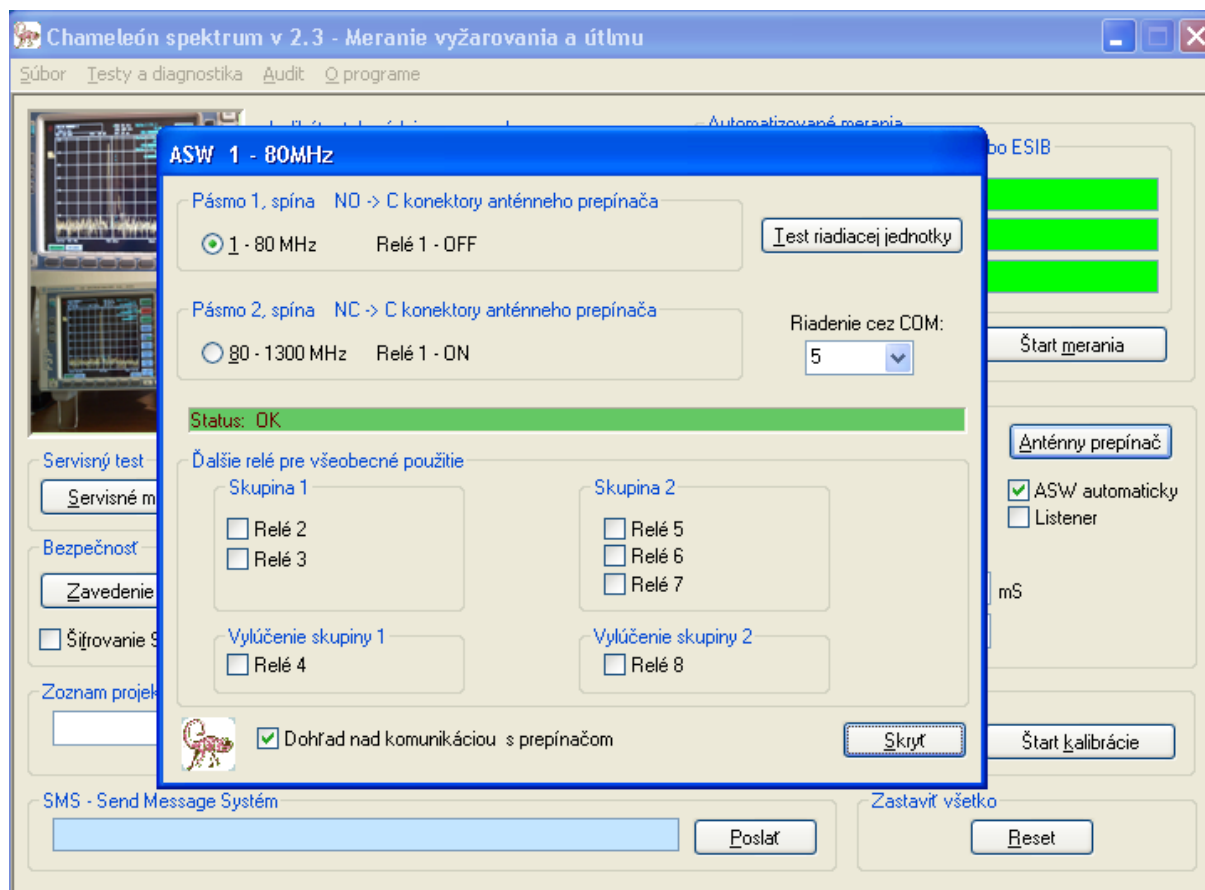 Chameleón spektrum v 2.3 - Meranie vyžarovania a útlmu
Súbor Testy a diagnostika Audit O programe
Automatizované merania
ASW 1 - 80MHz
bo ESIB
Pásmo 1, spína NO -> C konektory anténneho prepínača
1 - 80 MHz Relé 1 - OFF
Test riadiacej jednotky
Pásmo 2, spína NC -> C konektory anténneho prepínača
Riadenie cez COM:
80 - 1300 MHz Relé 1 - ON
5
Štart merania
Status: OK
Anténny prepínač
Servisný test
Ďalšie relé pre všeobecné použitie
Skupina 1
Skupina 2
Servisné m
ASW automaticky
Listener
Relé 2
Relé 3
Relé 5
Relé 6
Relé 7
Bezpečnosť
Zavedenie
mS
Šifrovanie S
Vylúčenie skupiny 1
Relé 4
Vylúčenie skupiny 2
Relé 8
Zoznam projek
Dohľad nad komunikáciou s prepínačom
Skryť
Štart kalibrácie
SMS - Send Message Systém
Poslať
Zastaviť všetko
Reset